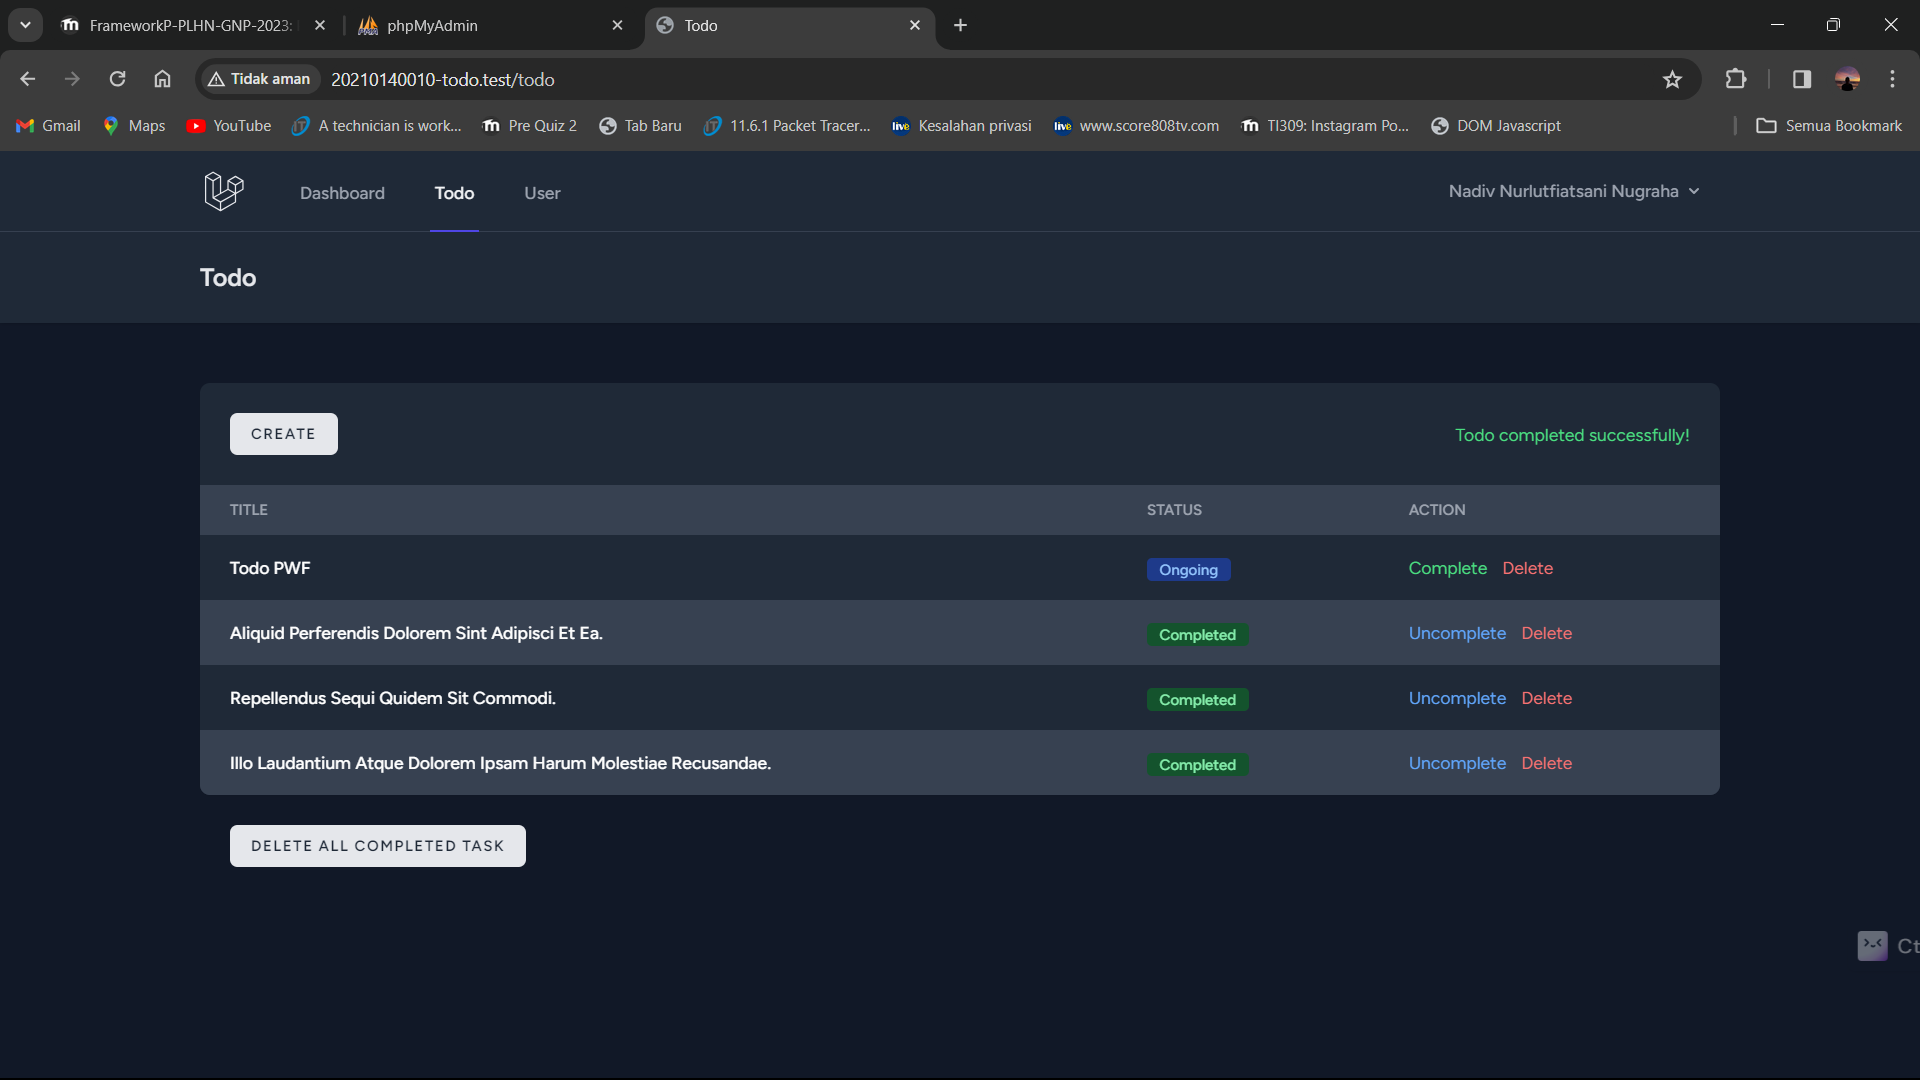 FrameworkP-PLHN-GNP-2023:
phpMyAdmin
Todo
Tidak aman
20210140010-todo.test/todo
Gmail
Maps
YouTube
A technician is work...
Pre Quiz 2
Tab Baru
11.6.1 Packet Tracer...
Kesalahan privasi
www.score808tv.com
TI309: Instagram Po...
DOM Javascript
Semua Bookmark
Dashboard
Todo
User
Nadiv Nurlutfiatsani Nugraha
Todo
CREATE
Todo completed successfully!
TITLE STATUS ACTION
Todo PWF Ongoing Complete Delete
Aliquid Perferendis Dolorem Sint Adipisci Et Ea. Completed Uncomplete Delete
Repellendus Sequi Quidem Sit Commodi. Completed Uncomplete Delete
Illo Laudantium Atque Dolorem Ipsam Harum Molestiae Recusandae. Completed Uncomplete Delete
DELETE ALL COMPLETED TASK